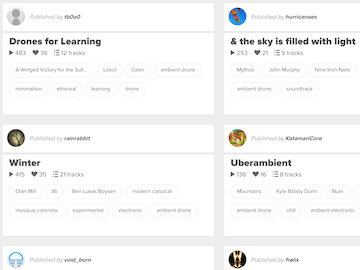 Published by tb0o0
Drones for Learning
483 36 12 tracks
A Winged Victory for the Sull... Loscil Celer ambient drone
minimalism ethereal learning drone
Published by hurricanoes
& the sky is filled with light
253 21 9 tracks
Mythos John Murphy Nine Inch Nails
ambient drone soundtrack
Published by rainrabbit
Winter
415 35 21 tracks
Olan Mill 36 Ben Lukas Boysen modern classical
musique concrete experimental electronic ambient drone
Published by KatamariCore
Uberambient
138 16 8 tracks
Mountains Kyle Bobby Dunn Nuel
ambient drone chill ambient electronic
Published by void_born
Published by frølix